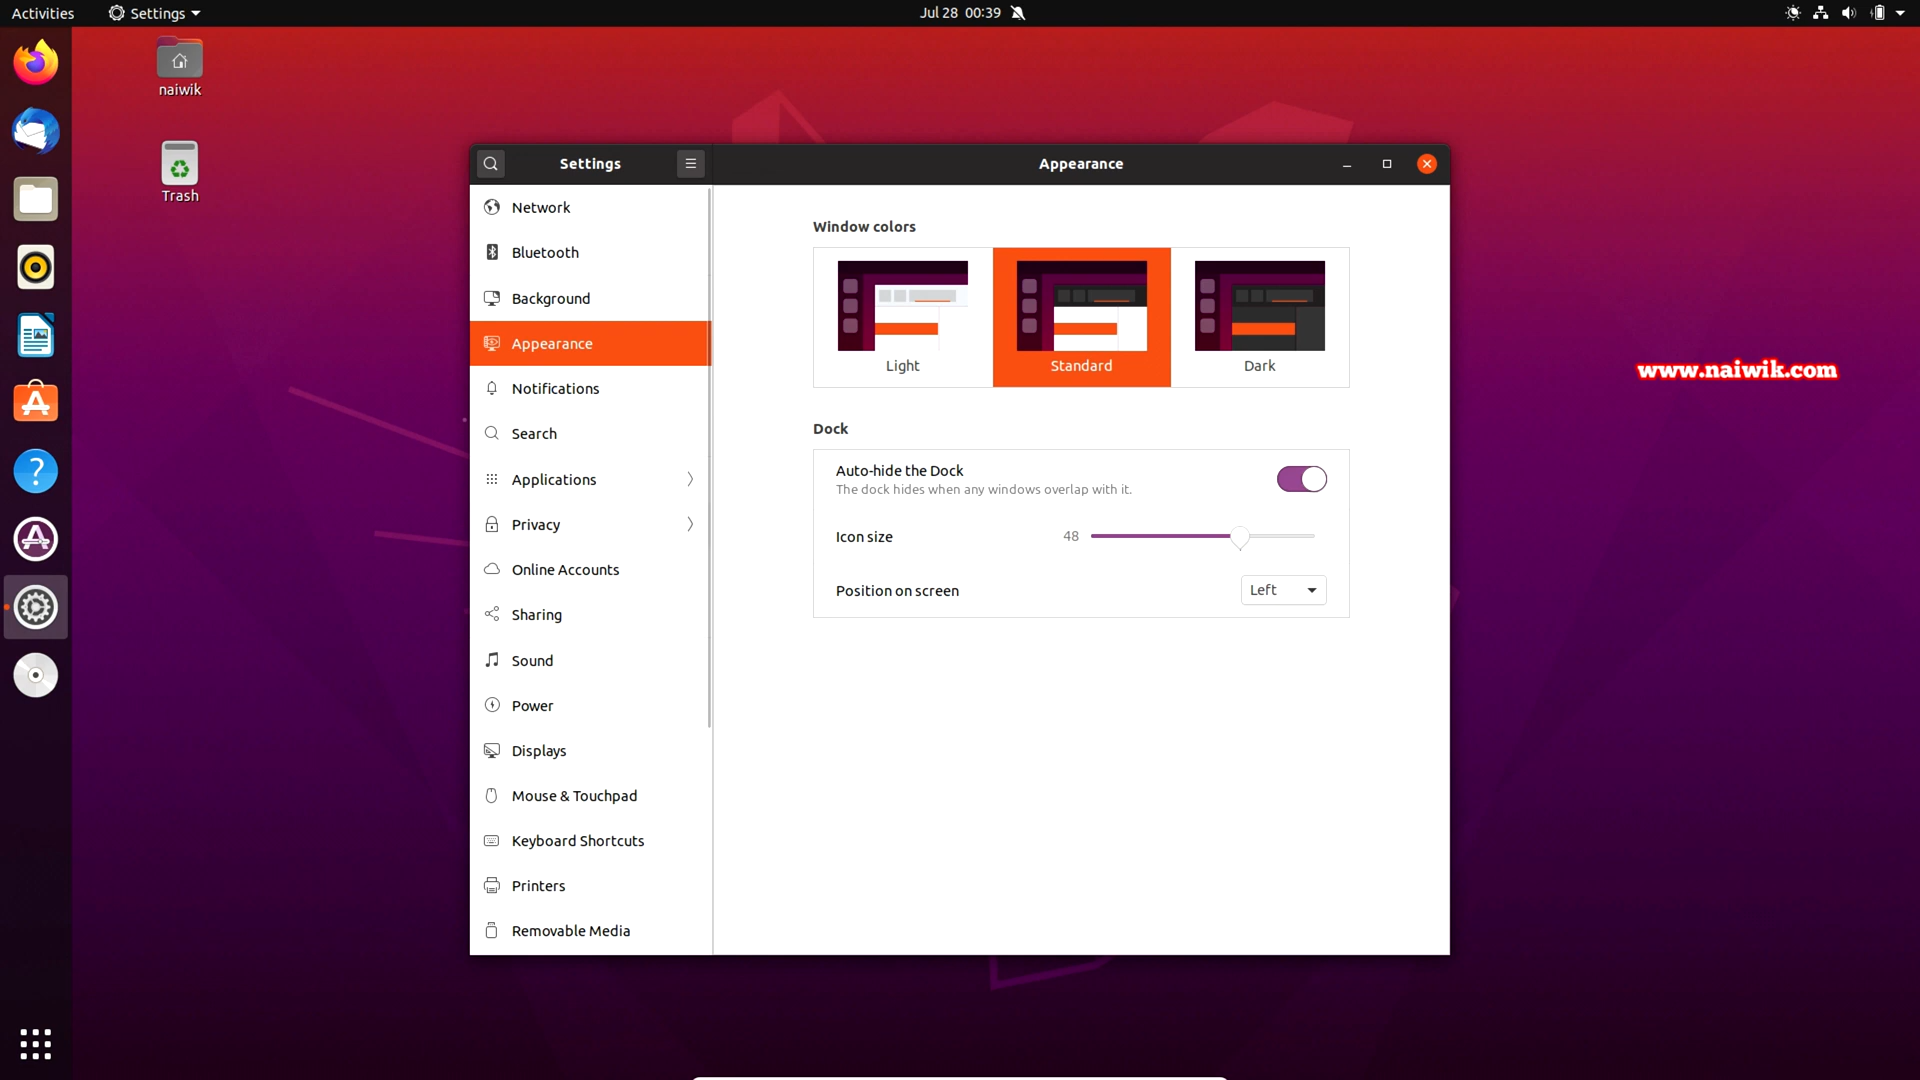 Activities
Settings
Jul 28 00:39
naiwik
Trash
Settings
Appearance
Network
Bluetooth
Background
Appearance
Notifications
Search
Applications
Privacy
Online Accounts
Sharing
Sound
Power
Displays
Mouse & Touchpad
Keyboard Shortcuts
Printers
Removable Media
Window colors
Light
Standard
Dark
Dock
Auto-hide the Dock
The dock hides when any windows overlap with it.
Icon size
48
Position on screen
Left
www.naiwik.com